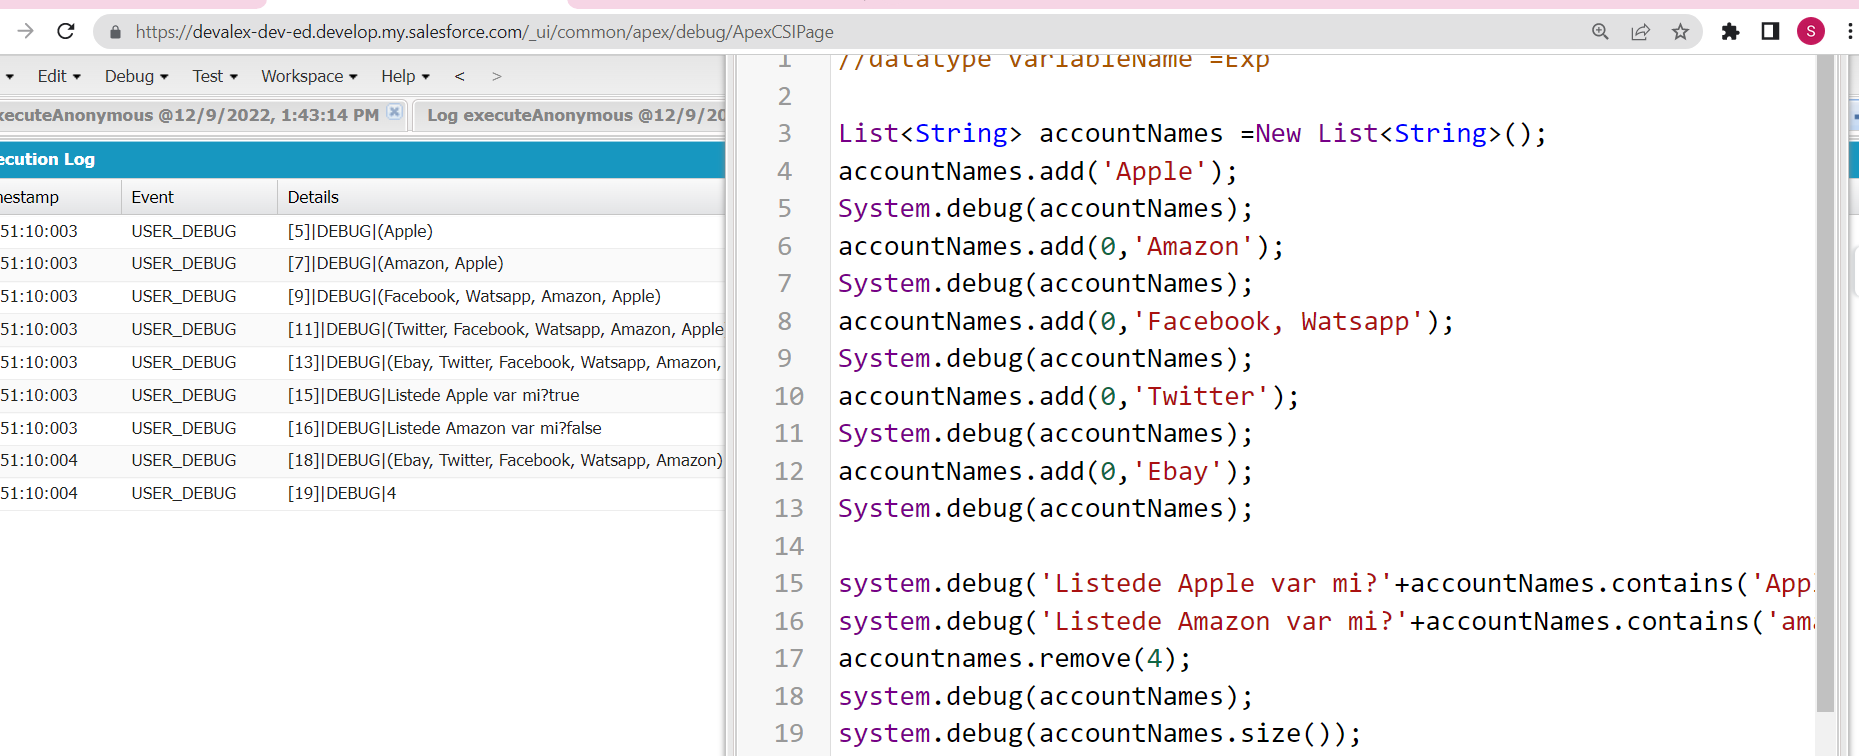 https://devalex-dev-ed.develop.my.salesforce.com/_ui/common/apex/debug/ApexCSIPage
S
Edit Debug Test Workspace Help < >
xecuteAnonymous @12/9/2022, 1:43:14 PM
Log executeAnonymous @12/9/20
ecution Log
nestamp Event Details
51:10:003 USER_DEBUG [5]|DEBUG|(Apple)
51:10:003 USER_DEBUG [7]|DEBUG|(Amazon, Apple)
51:10:003 USER_DEBUG [9]|DEBUG|(Facebook, Watsapp, Amazon, Apple)
51:10:003 USER_DEBUG [11]|DEBUG|(Twitter, Facebook, Watsapp, Amazon, Apple
51:10:003 USER_DEBUG [13]|DEBUG|(Ebay, Twitter, Facebook, Watsapp, Amazon,
51:10:003 USER_DEBUG [15]|DEBUG|Listede Apple var mi?true
51:10:003 USER_DEBUG [16]|DEBUG|Listede Amazon var mi?false
51:10:004 USER_DEBUG [18]|DEBUG|(Ebay, Twitter, Facebook, Watsapp, Amazon)
51:10:004 USER_DEBUG [19]|DEBUG|4
1 //datatype variableName =Exp
2
3 List<String> accountNames =New List<String>();
4 accountNames.add('Apple');
5 System.debug(accountNames);
6 accountNames.add(0,'Amazon');
7 System.debug(accountNames);
8 accountNames.add(0,'Facebook, Watsapp');
9 System.debug(accountNames);
10 accountNames.add(0,'Twitter');
11 System.debug(accountNames);
12 accountNames.add(0,'Ebay');
13 System.debug(accountNames);
14
15 system.debug('Listede Apple var mi?'+accountNames.contains('App
16 system.debug('Listede Amazon var mi?'+accountNames.contains('am
17 accountnames.remove(4);
18 system.debug(accountNames);
19 system.debug(accountNames.size());